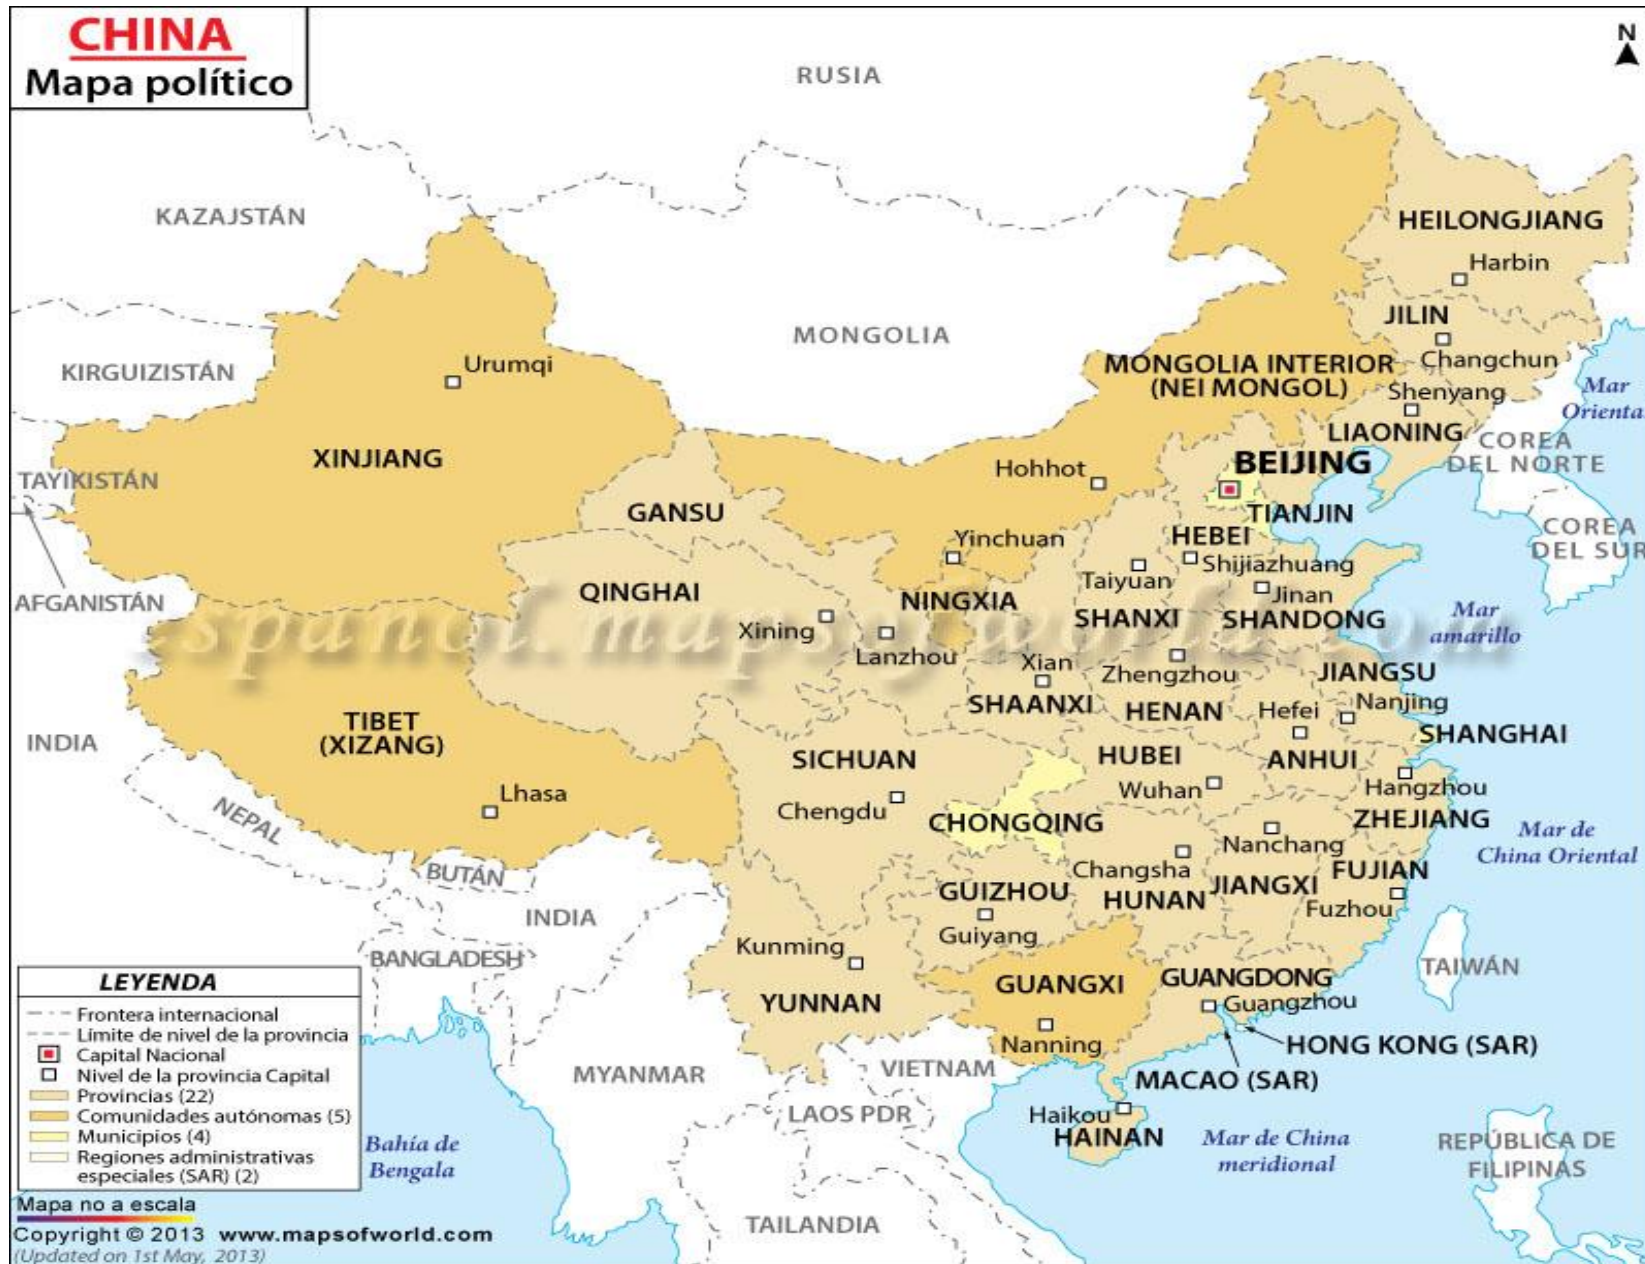 CHINA
Mapa político
N
RUSIA
KAZAJSTÁN
HEILONGJIANG
Harbin
JILIN
MONGOLIA
Changchun
KIRGUIZISTÁN
Urumqi
MONGOLIA INTERIOR
(NEI MONGOL)
Shenyang
Mar
Oriental
LIAONING
COREA
DEL NORTE
XINJIANG
BEIJING
TAYIKISTÁN
Hohhot
GANSU
TIANJIN
COREA
DEL SUR
HEBEI
Yinchuan
Shijiazhuang
Taiyuan
QINGHAI
AFGANISTÁN
NINGXIA
Jinan
SHANXI
SHANDONG
Mar
amarillo
espanol.mapsofworld.com
Xining
Lanzhou
Xian
Zhengzhou
JIANGSU
SHAANXI
HENAN
Hefei
Nanjing
TIBET
(XIZANG)
INDIA
SHANGHAI
SICHUAN
HUBEI
ANHUI
Lhasa
Chengdu
Wuhan
Hangzhou
NEPAL
CHONGQING
ZHEJIANG
Mar de
China Oriental
Nanchang
BUTÁN
Changsha
FUJIAN
GUIZHOU
HUNAN
JIANGXI
Fuzhou
INDIA
Guiyang
Kunming
BANGLADESH
TAIWÁN
GUANGXI
GUANGDONG
YUNNAN
Guangzhou
Nanning
HONG KONG (SAR)
VIETNAM
MYANMAR
MACAO (SAR)
LAOS PDR
Haikou
HAINAN
Mar de China
meridional
REPÚBLICA DE
FILIPINAS
Bahía de
Bengala
TAILANDIA
LEYENDA
Frontera internacional
Límite de nivel de la provincia
Capital Nacional
Nivel de la provincia Capital
Provincias (22)
Comunidades autónomas (5)
Municipios (4)
Regiones administrativas
especiales (SAR) (2)
Mapa no a escala
Copyright © 2013 www.mapsofworld.com
(Updated on 1st May, 2013)